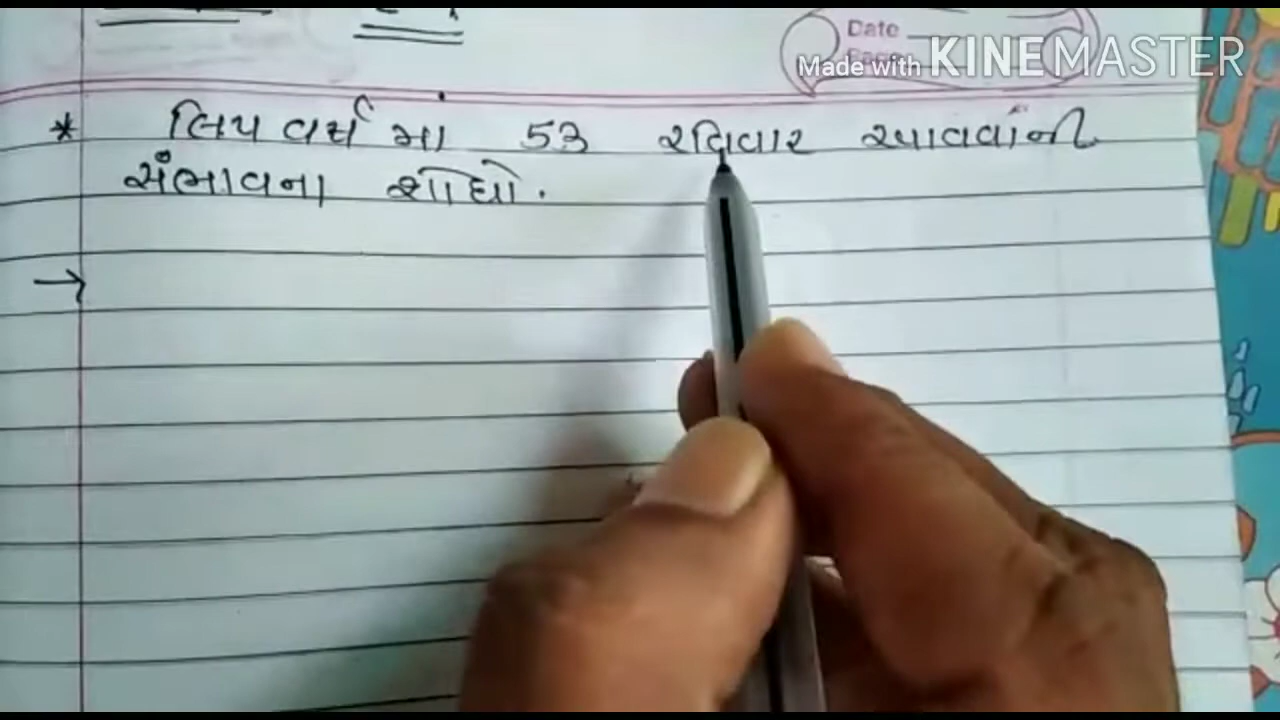 Date
Made with KINEMASTER
* લિપ વર્ષ માં 53 રવિવાર આવવાંની
સંભાવના શોધો.
→